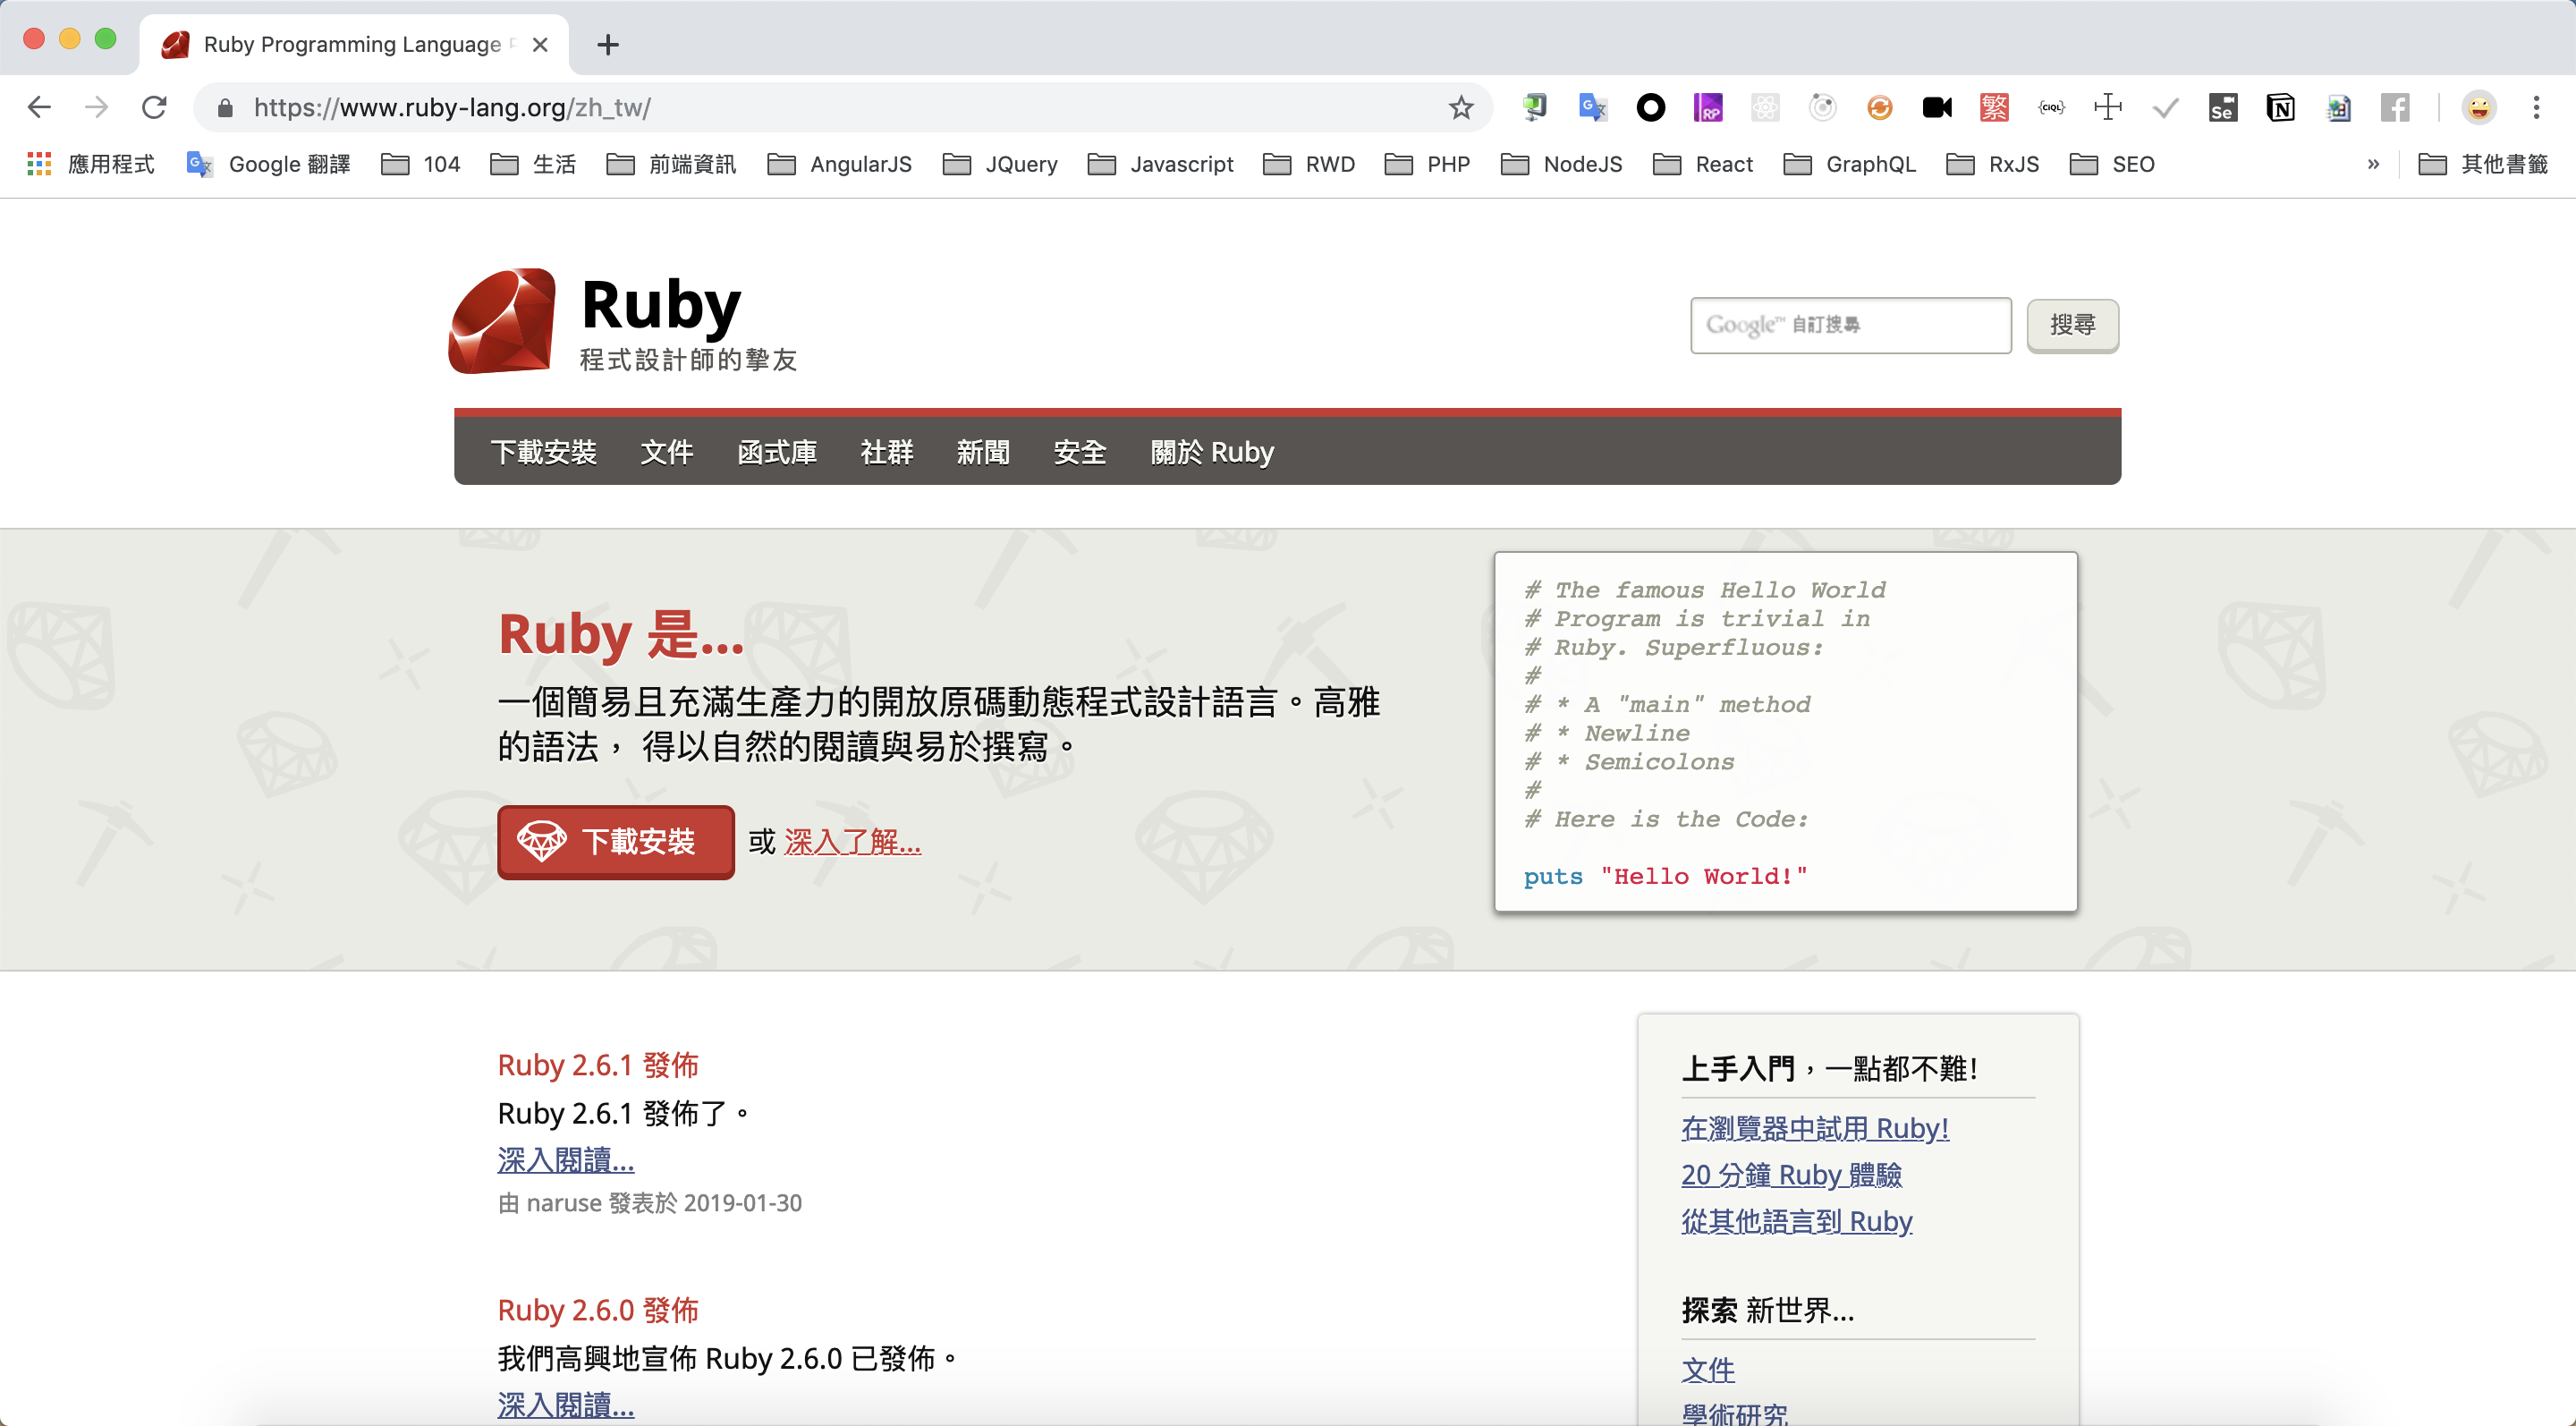 Ruby Programming Language
https://www.ruby-lang.org/zh_tw/
應用程式 Google 翻譯 104 生活 前端資訊 AngularJS JQuery Javascript RWD PHP NodeJS React GraphQL RxJS SEO » 其他書籤
Ruby
程式設計師的摯友
Google™ 自訂搜尋 搜尋
下載安裝 文件 函式庫 社群 新聞 安全 關於 Ruby
Ruby 是...
一個簡易且充滿生產力的開放原碼動態程式設計語言。高雅
的語法， 得以自然的閱讀與易於撰寫。
下載安裝 或 深入了解...
# The famous Hello World
# Program is trivial in
# Ruby. Superfluous:
#
# * A "main" method
# * Newline
# * Semicolons
#
# Here is the Code:
puts "Hello World!"
Ruby 2.6.1 發佈
Ruby 2.6.1 發佈了。
深入閱讀...
由 naruse 發表於 2019-01-30
Ruby 2.6.0 發佈
我們高興地宣佈 Ruby 2.6.0 已發佈。
深入閱讀...
上手入門，一點都不難!
在瀏覽器中試用 Ruby!
20 分鐘 Ruby 體驗
從其他語言到 Ruby
探索 新世界...
文件
學術研究